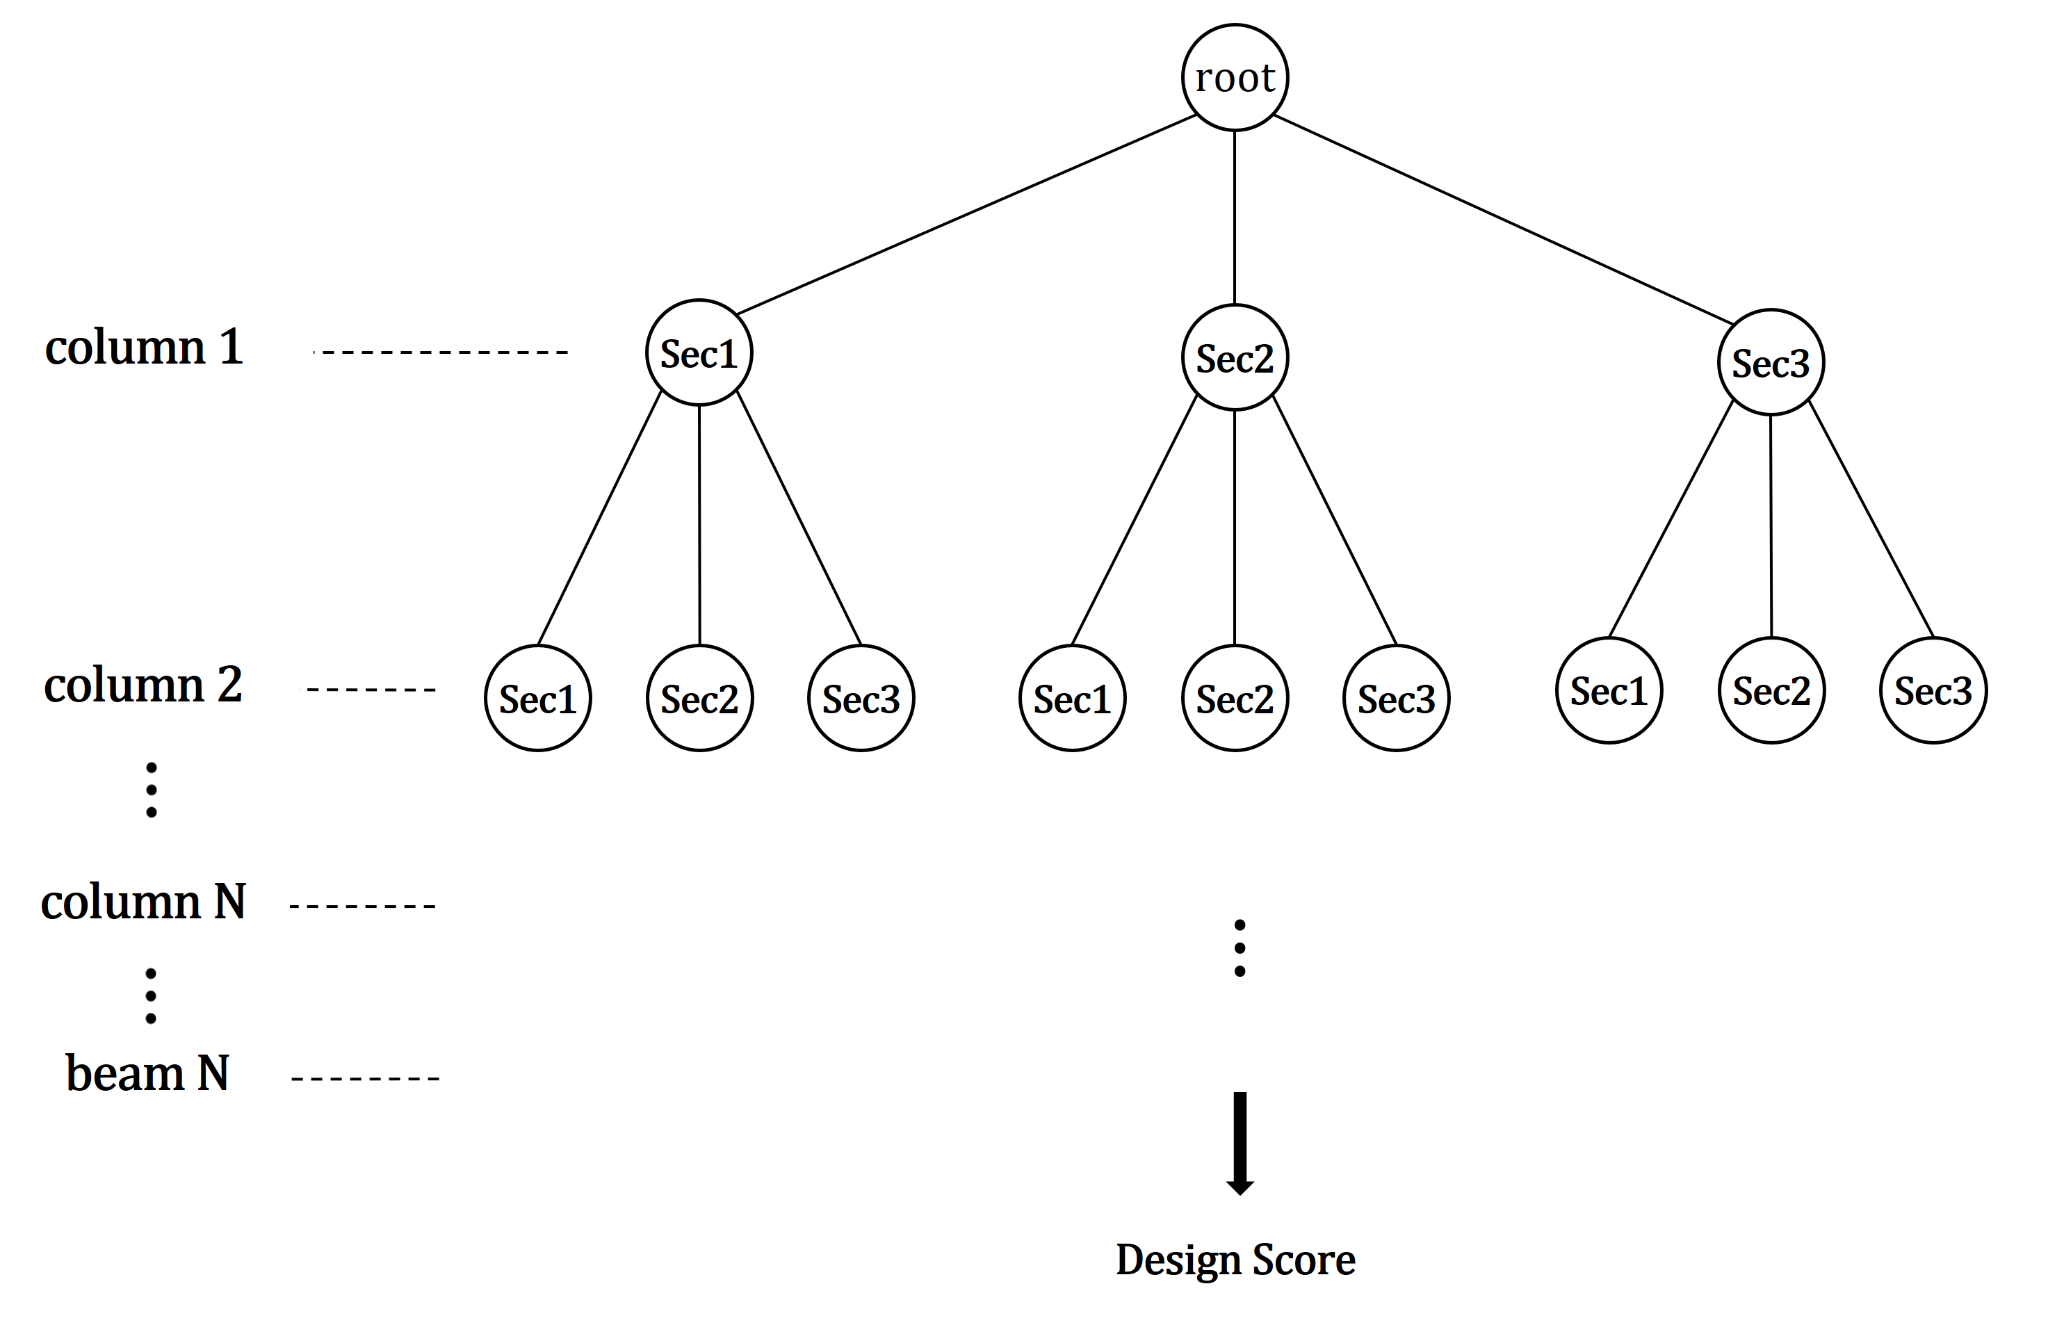 root
column 1
Sec1
Sec2
Sec3
column 2
Sec1
Sec2
Sec3
Sec1
Sec2
Sec3
Sec1
Sec2
Sec3
column N
beam N
Design Score